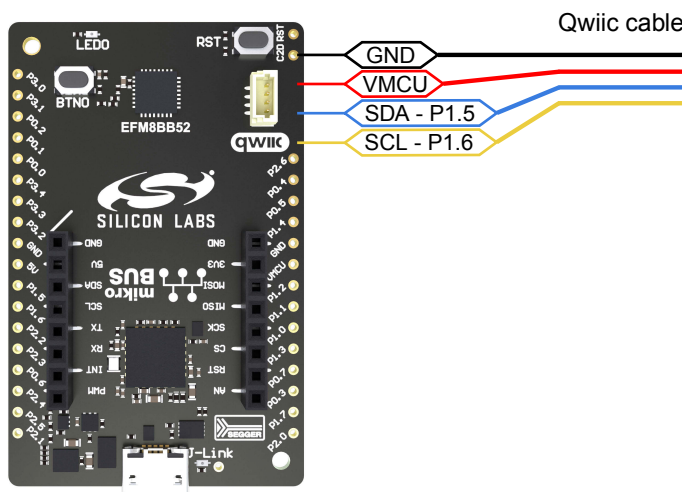 Qwiic cable
GND
VMCU
SDA - P1.5
SCL - P1.6
LED0
RST
C2D RST
BTN0
EFM8BB52
qwiic
SILICON LABS
P3.0
P3.1
P0.2
P0.1
P0.0
P3.4
P3.3
P3.2
GND
5V
P1.5
P1.6
P2.2
P2.3
P0.6
P2.4
P2.5
P2.1
GND
5V
SDA
SCL
TX
RX
INT
PWM
mikro
BUS
GND
3V3
MOSI
MISO
SCK
CS
RST
AN
P2.6
P0.4
P0.5
P1.4
GND
VMCU
P1.2
P1.1
P1.0
P1.3
P0.7
P0.3
P1.7
P2.0
SEGGER
J-Link